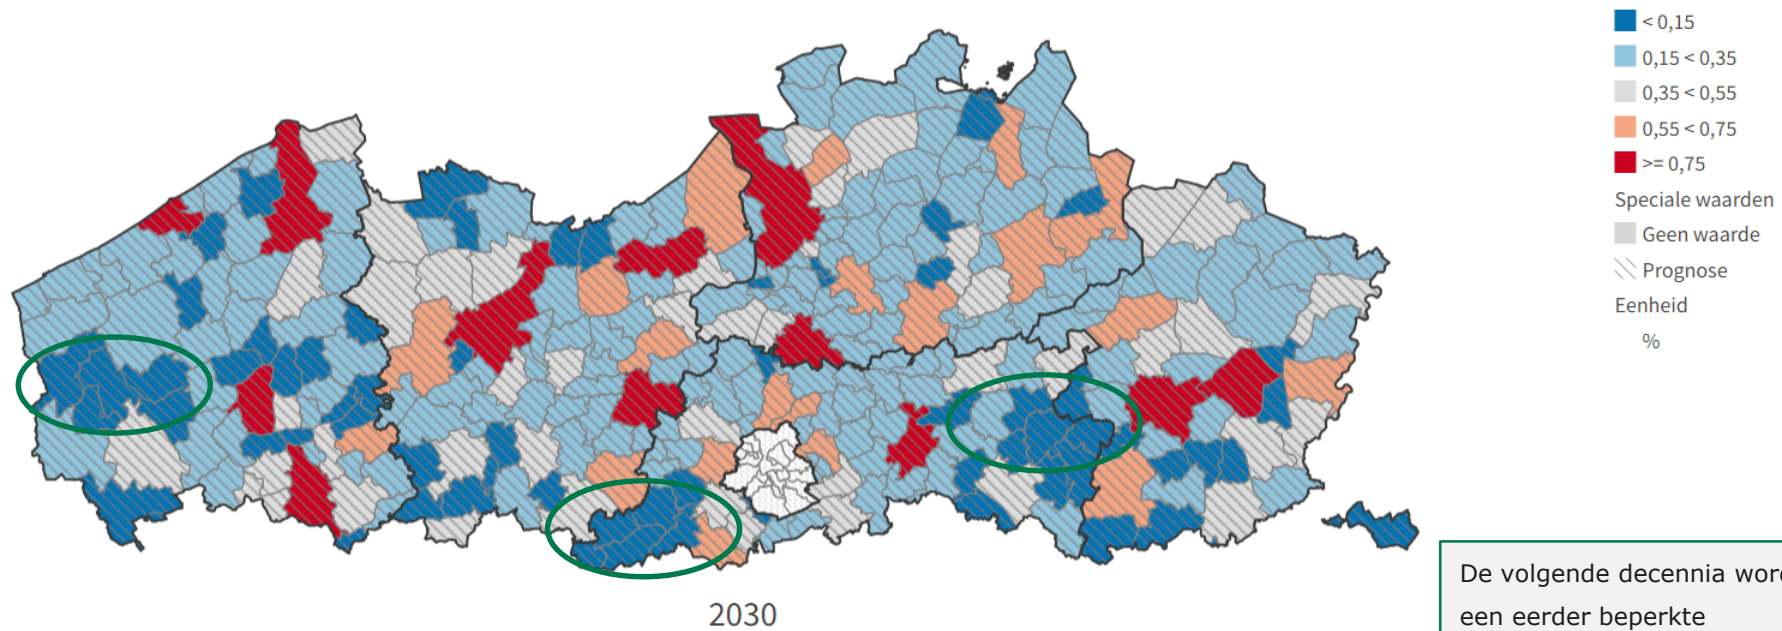 < 0,15
0,15 < 0,35
0,35 < 0,55
0,55 < 0,75
>= 0,75
Speciale waarden
Geen waarde
Prognose
Eenheid
%
2030
De volgende decennia
een eerder beperkte